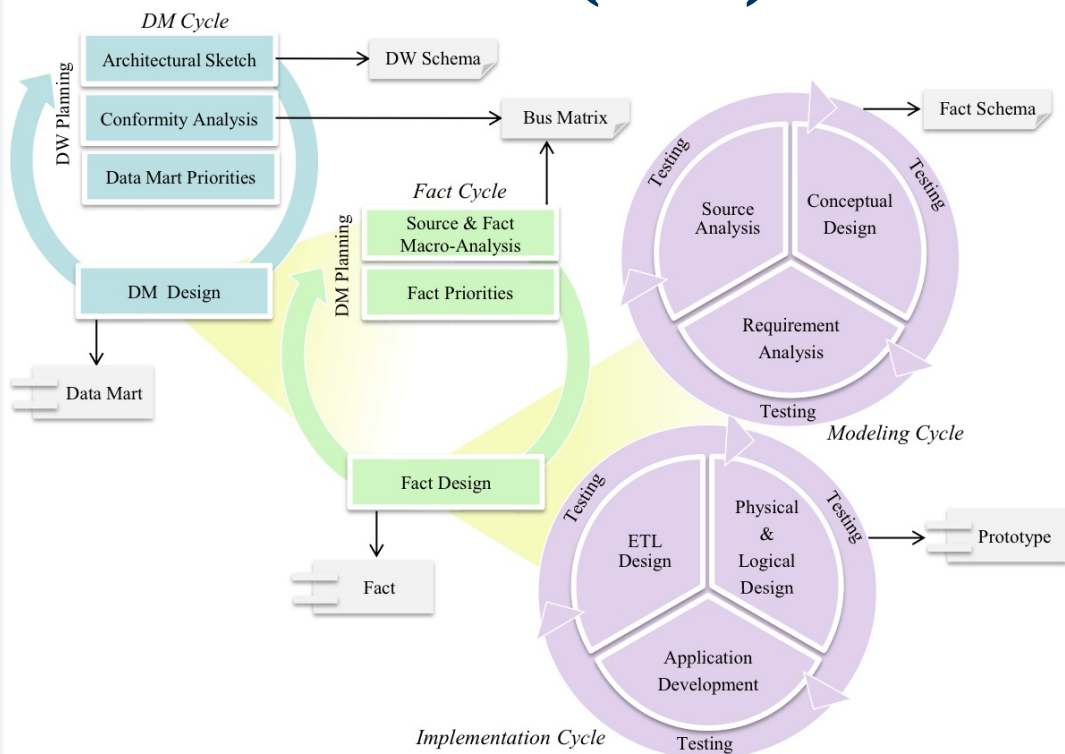 DM Cycle
DW Planning
Architectural Sketch
Conformity Analysis
Data Mart Priorities
DM Design
DW Schema
Bus Matrix
Data Mart
Fact Cycle
DM Planning
Source & Fact
Macro-Analysis
Fact Priorities
Fact Design
Fact
Testing
Testing
Source
Analysis
Conceptual
Design
Requirement
Analysis
Testing
Fact Schema
Modeling Cycle
Testing
Testing
ETL
Design
Physical
&
Logical
Design
Application
Development
Testing
Prototype
Implementation Cycle